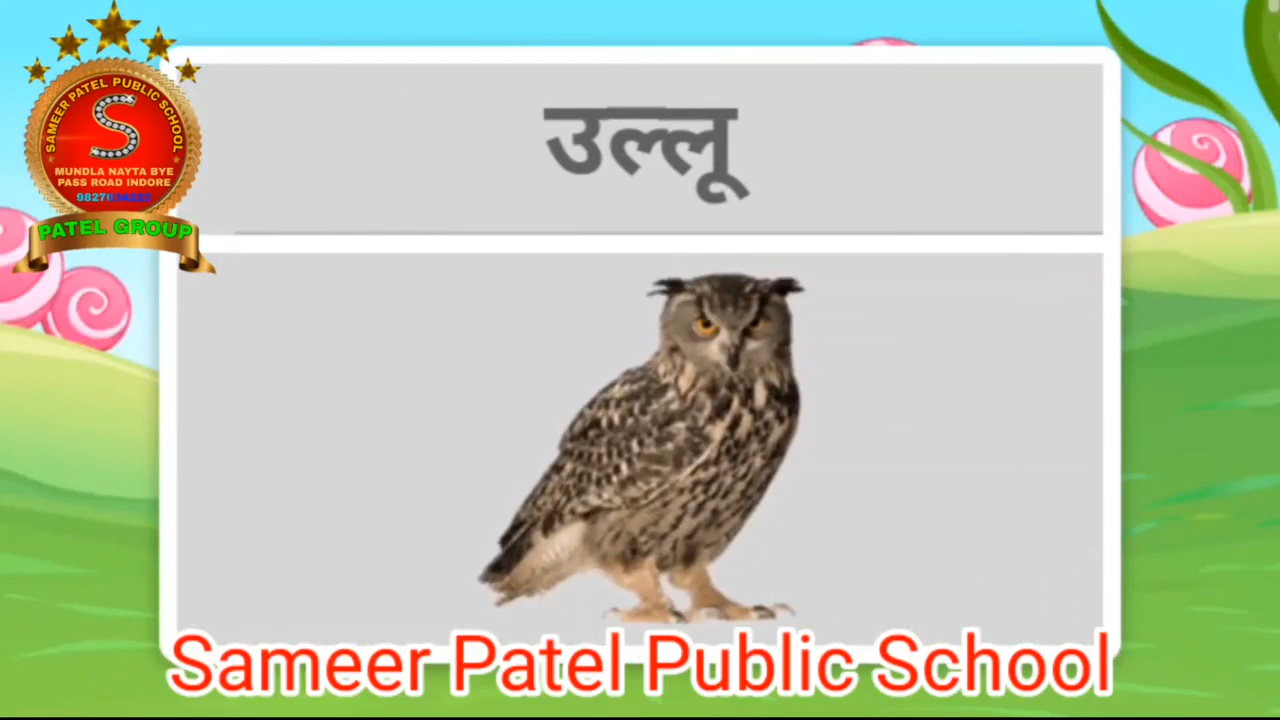 SAMEER PATEL PUBLIC SCHOOL
S
MUNDLA NAYTA BYE
PASS ROAD INDORE
PATEL GROUP
उल्लू
Sameer Patel Public School